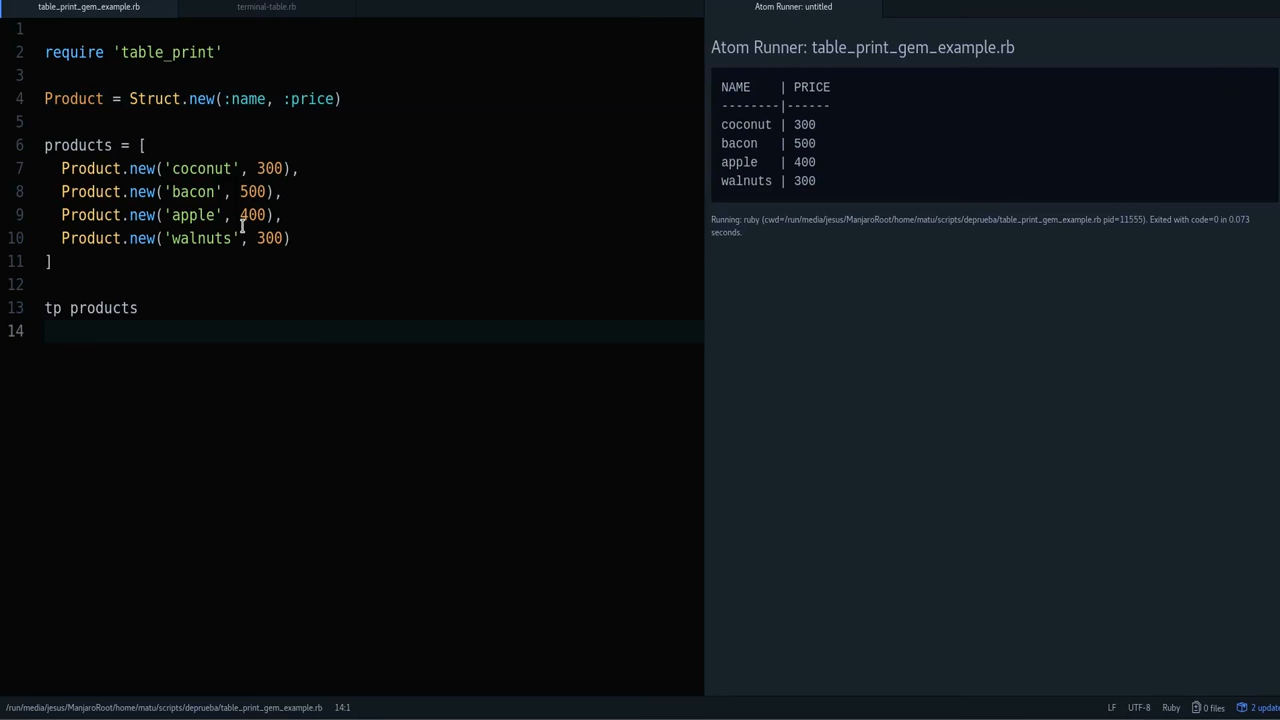 table_print_gem_example.rb
terminal-table.rb
Atom Runner: untitled
1
2 require 'table_print'
3
4 Product = Struct.new(:name, :price)
5
6 products = [
7 Product.new('coconut', 300),
8 Product.new('bacon', 500),
9 Product.new('apple', 400),
10 Product.new('walnuts', 300)
11 ]
12
13 tp products
14
Atom Runner: table_print_gem_example.rb
NAME    | PRICE
--------|------
coconut | 300
bacon   | 500
apple   | 400
walnuts | 300
Running: ruby (cwd=/run/media/jesus/ManjaroRoot/home/matu/scripts/deprueba/table_print_gem_example.rb pid=11555). Exited with code=0 in 0.073
seconds.
/run/media/jesus/ManjaroRoot/home/matu/scripts/deprueba/table_print_gem_example.rb 14:1 LF UTF-8 Ruby 0 files 2 update